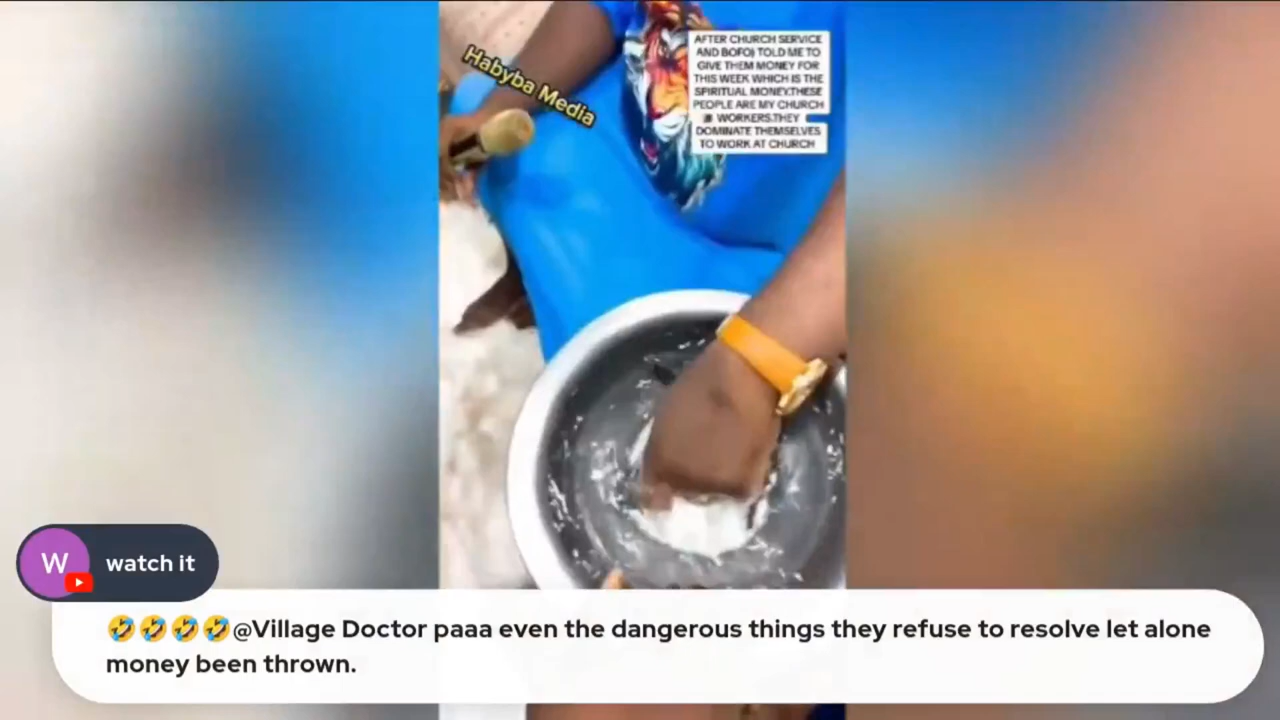 Habyba Media
AFTER CHURCH SERVICE
AND BOFO) TOLD ME TO
GIVE THEM MONEY FOR
THIS WEEK WHICH IS THE
SPIRITUAL MONEY.THESE
PEOPLE ARE MY CHURCH
WORKERS.THEY
DOMINATE THEMSELVES
TO WORK AT CHURCH
W
watch it
🤣🤣🤣🤣@Village Doctor paaa even the dangerous things they refuse to resolve let alone
money been thrown.